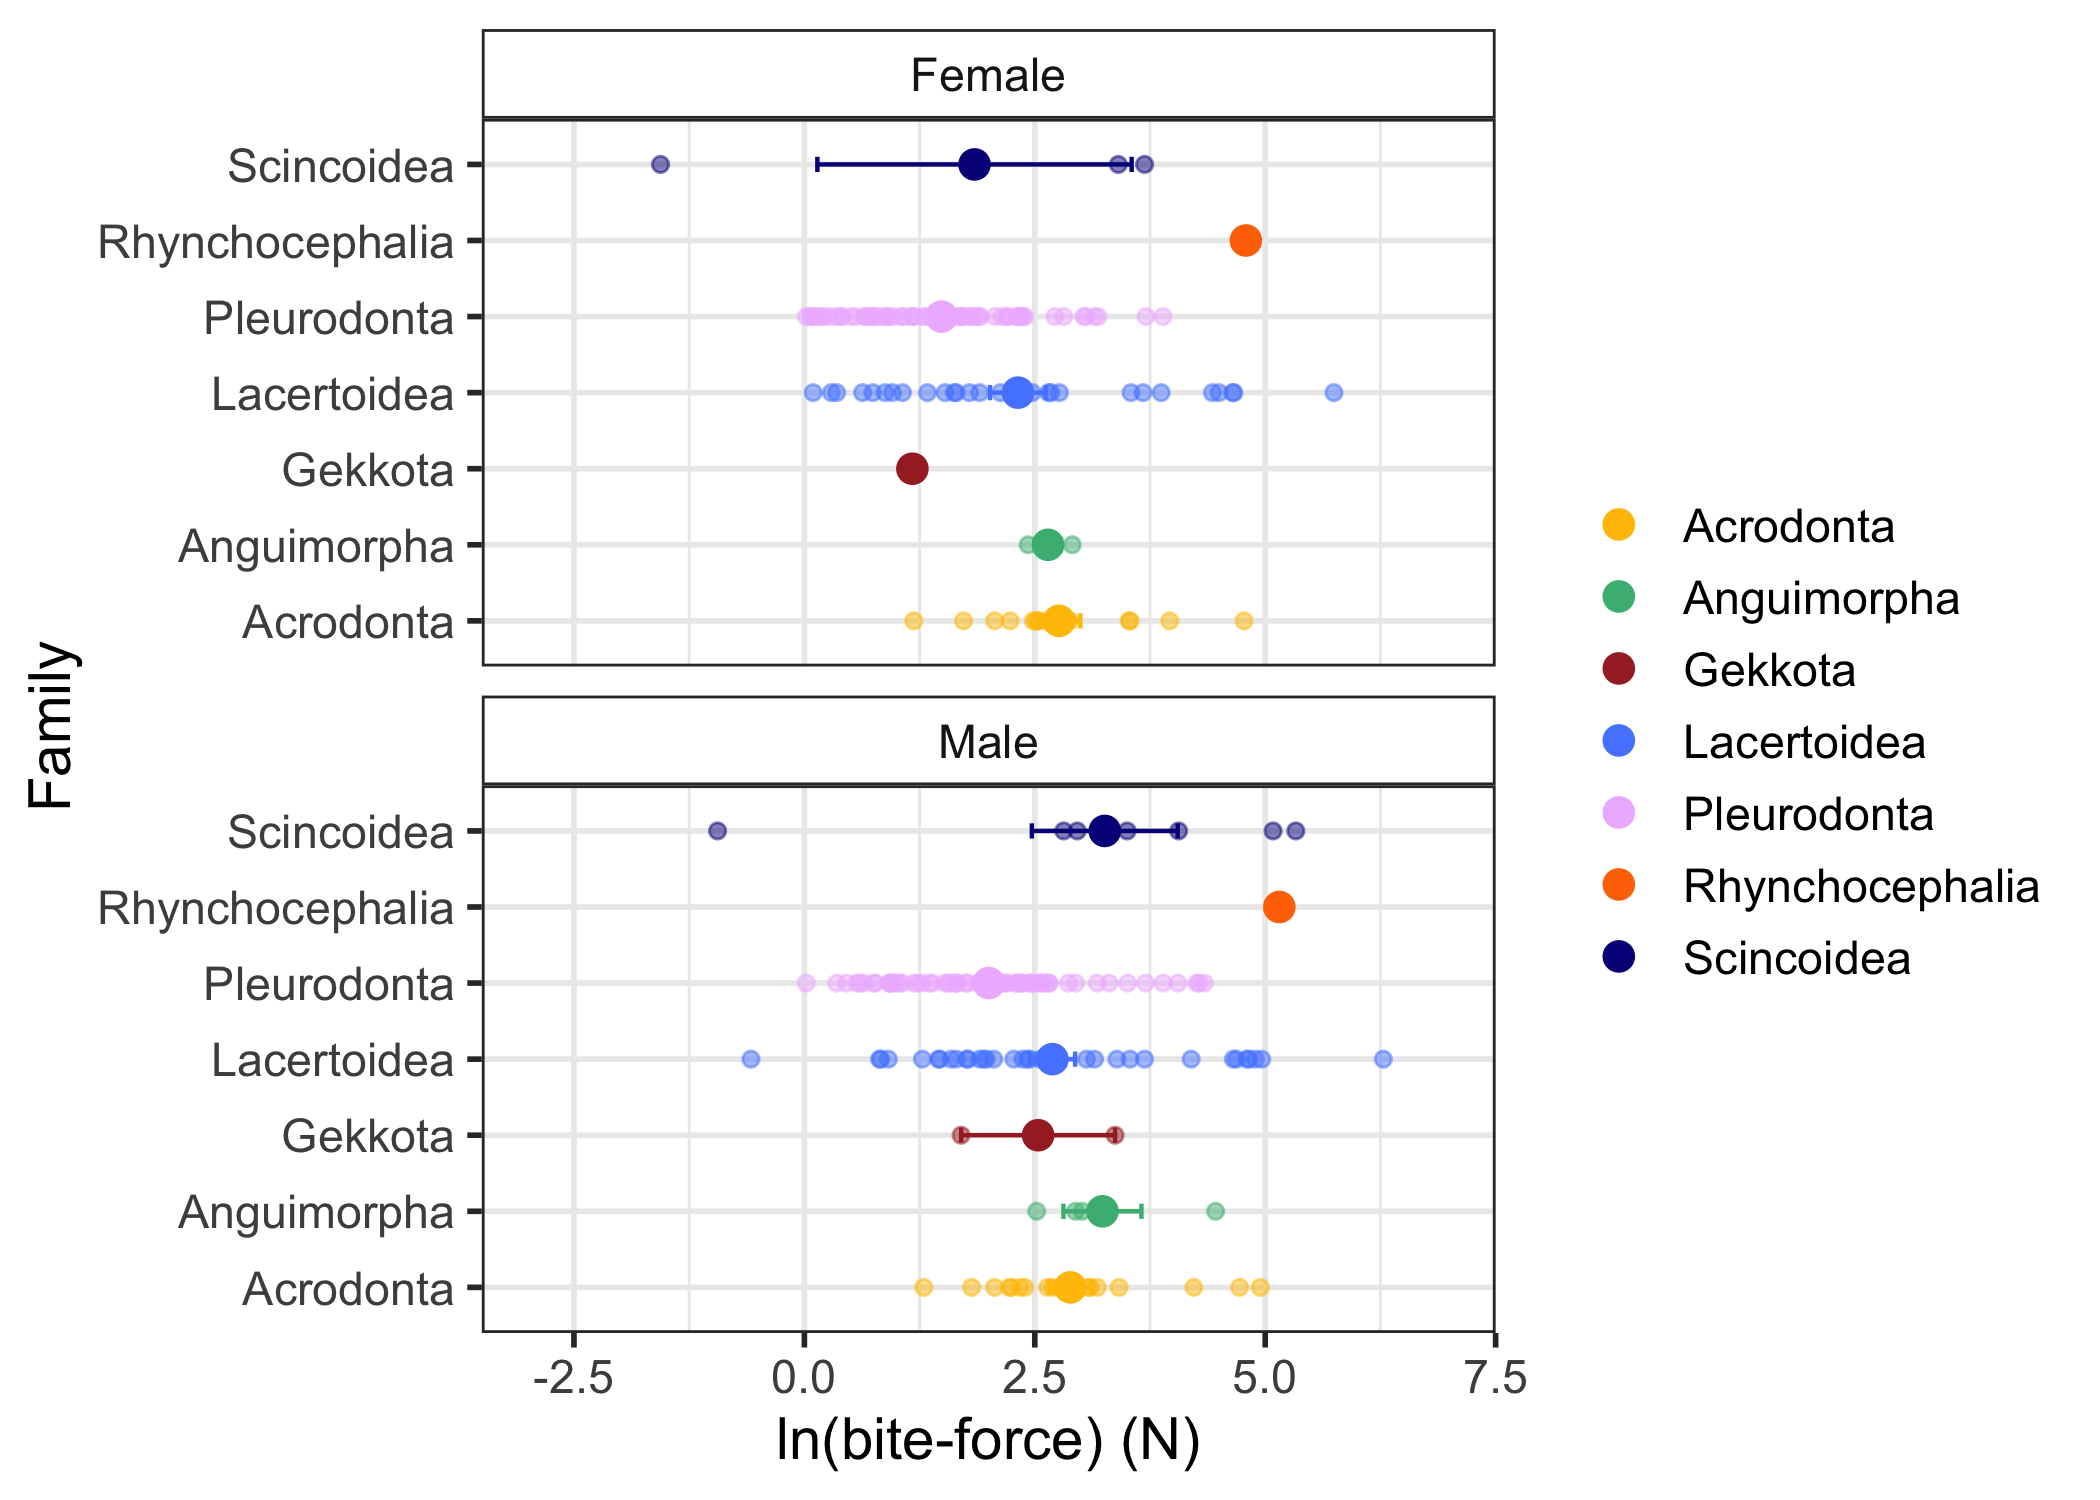 Female
Scincoidea
Rhynchocephalia
Pleurodonta
Lacertoidea
Gekkota
Anguimorpha
Acrodonta
Male
Scincoidea
Rhynchocephalia
Pleurodonta
Lacertoidea
Gekkota
Anguimorpha
Acrodonta
-2.5 0.0 2.5 5.0 7.5
ln(bite-force) (N)
Family
Acrodonta
Anguimorpha
Gekkota
Lacertoidea
Pleurodonta
Rhynchocephalia
Scincoidea